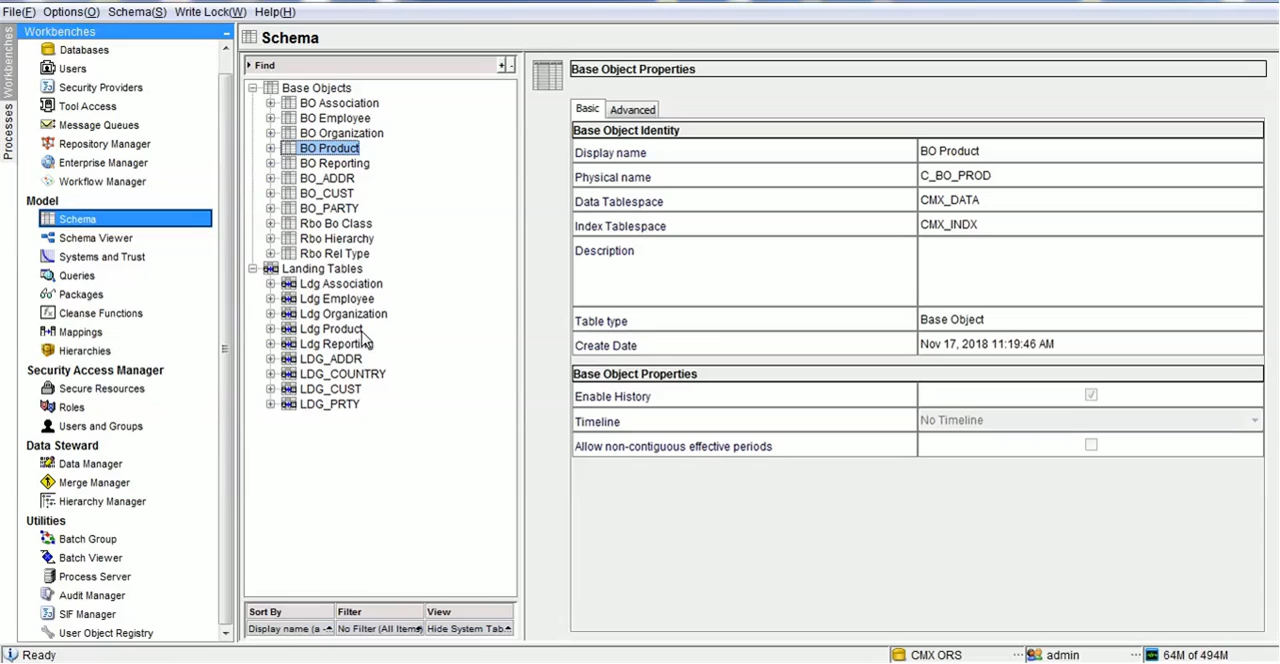 File(F) Options(O) Schema(S) Write Lock(W) Help(H)
Workbenches
Processes
Workbenches
Databases
Users
Security Providers
Tool Access
Message Queues
Repository Manager
Enterprise Manager
Workflow Manager
Model
Schema
Schema Viewer
Systems and Trust
Queries
Packages
Cleanse Functions
Mappings
Hierarchies
Security Access Manager
Secure Resources
Roles
Users and Groups
Data Steward
Data Manager
Merge Manager
Hierarchy Manager
Utilities
Batch Group
Batch Viewer
Process Server
Audit Manager
SIF Manager
User Object Registry
Schema
Find
Base Objects
BO Association
BO Employee
BO Organization
BO Product
BO Reporting
BO_ADDR
BO_CUST
BO_PARTY
Rbo Bo Class
Rbo Hierarchy
Rbo Rel Type
Landing Tables
Ldg Association
Ldg Employee
Ldg Organization
Ldg Product
Ldg Reporting
LDG_ADDR
LDG_COUNTRY
LDG_CUST
LDG_PRTY
Sort By Filter View
Display name (a - No Filter (All Items) Hide System Tab..
Base Object Properties
Basic Advanced
Base Object Identity
Display name BO Product
Physical name C_BO_PROD
Data Tablespace CMX_DATA
Index Tablespace CMX_INDX
Description
Table type Base Object
Create Date Nov 17, 2018 11:19:46 AM
Base Object Properties
Enable History
Timeline No Timeline
Allow non-contiguous effective periods
Ready CMX ORS admin 64M of 494M